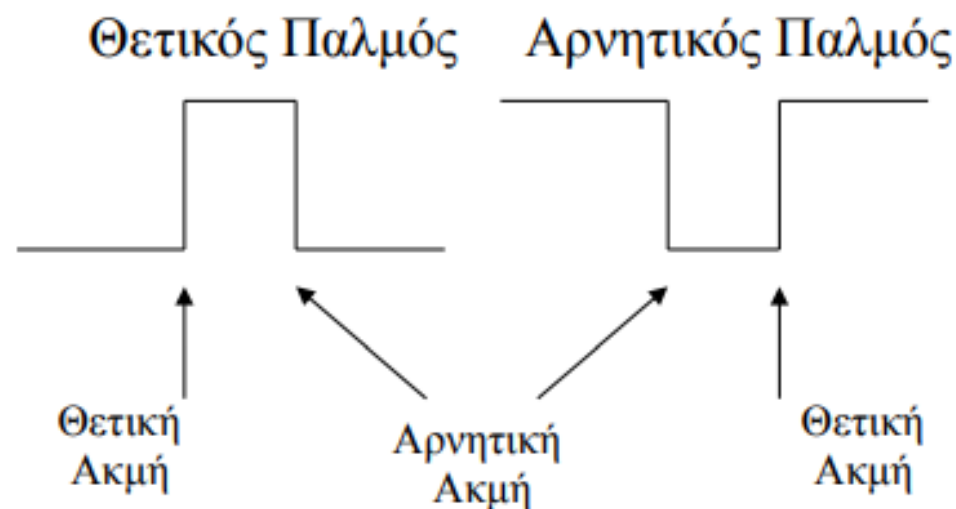 Θετικός Παλμός
Αρνητικός Παλμός
Θετική
Ακμή
Αρνητική
Ακμή
Θετική
Ακμή